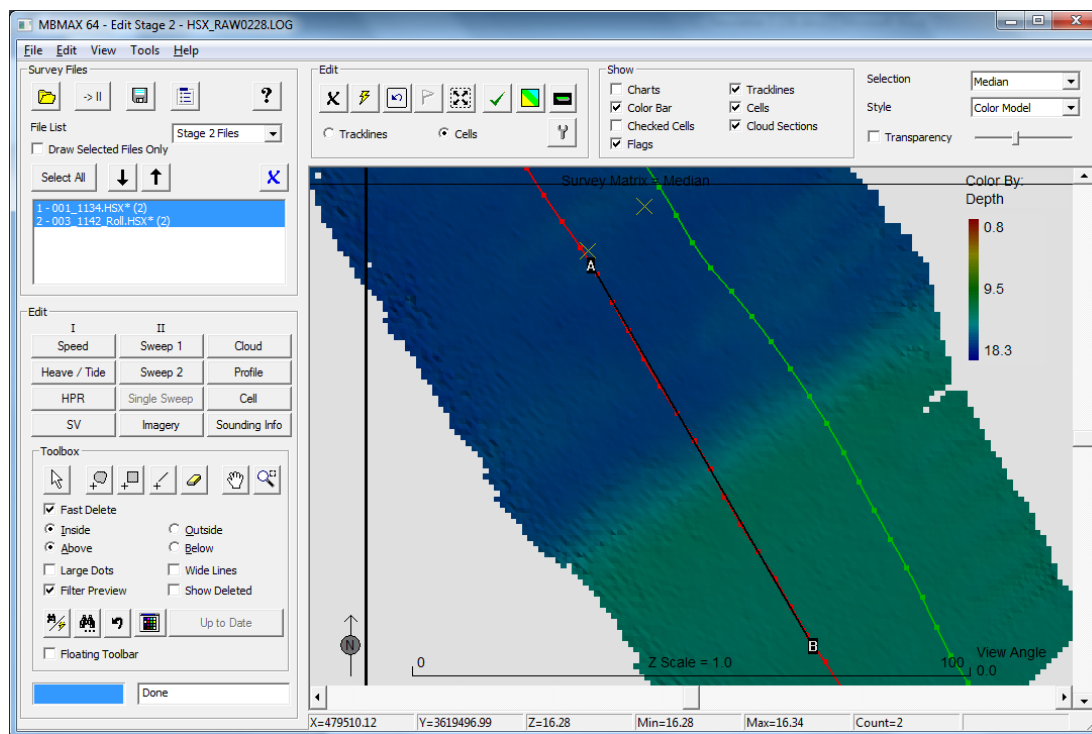 MBMAX 64 - Edit Stage 2 - HSX_RAW0228.LOG
File Edit View Tools Help
Survey Files
-> II
?
File List
Stage 2 Files
Draw Selected Files Only
Select All
X
1 - 001_1134.HSX* (2)
2 - 003_1142_Roll.HSX* (2)
Edit
I II
Speed Sweep 1 Cloud
Heave / Tide Sweep 2 Profile
HPR Single Sweep Cell
SV Imagery Sounding Info
Toolbox
Fast Delete
Inside Outside
Above Below
Large Dots Wide Lines
Filter Preview Show Deleted
Up to Date
Floating Toolbar
Done
Edit
X
Tracklines Cells
Show
Charts Tracklines
Color Bar Cells
Checked Cells Cloud Sections
Flags
Selection Median
Style Color Model
Transparency
Survey Matrix = Median
Color By:
Depth
0.8
9.5
18.3
A
B
N
0 Z Scale = 1.0 100
View Angle
0.0
X=479510.12 Y=3619496.99 Z=16.28 Min=16.28 Max=16.34 Count=2